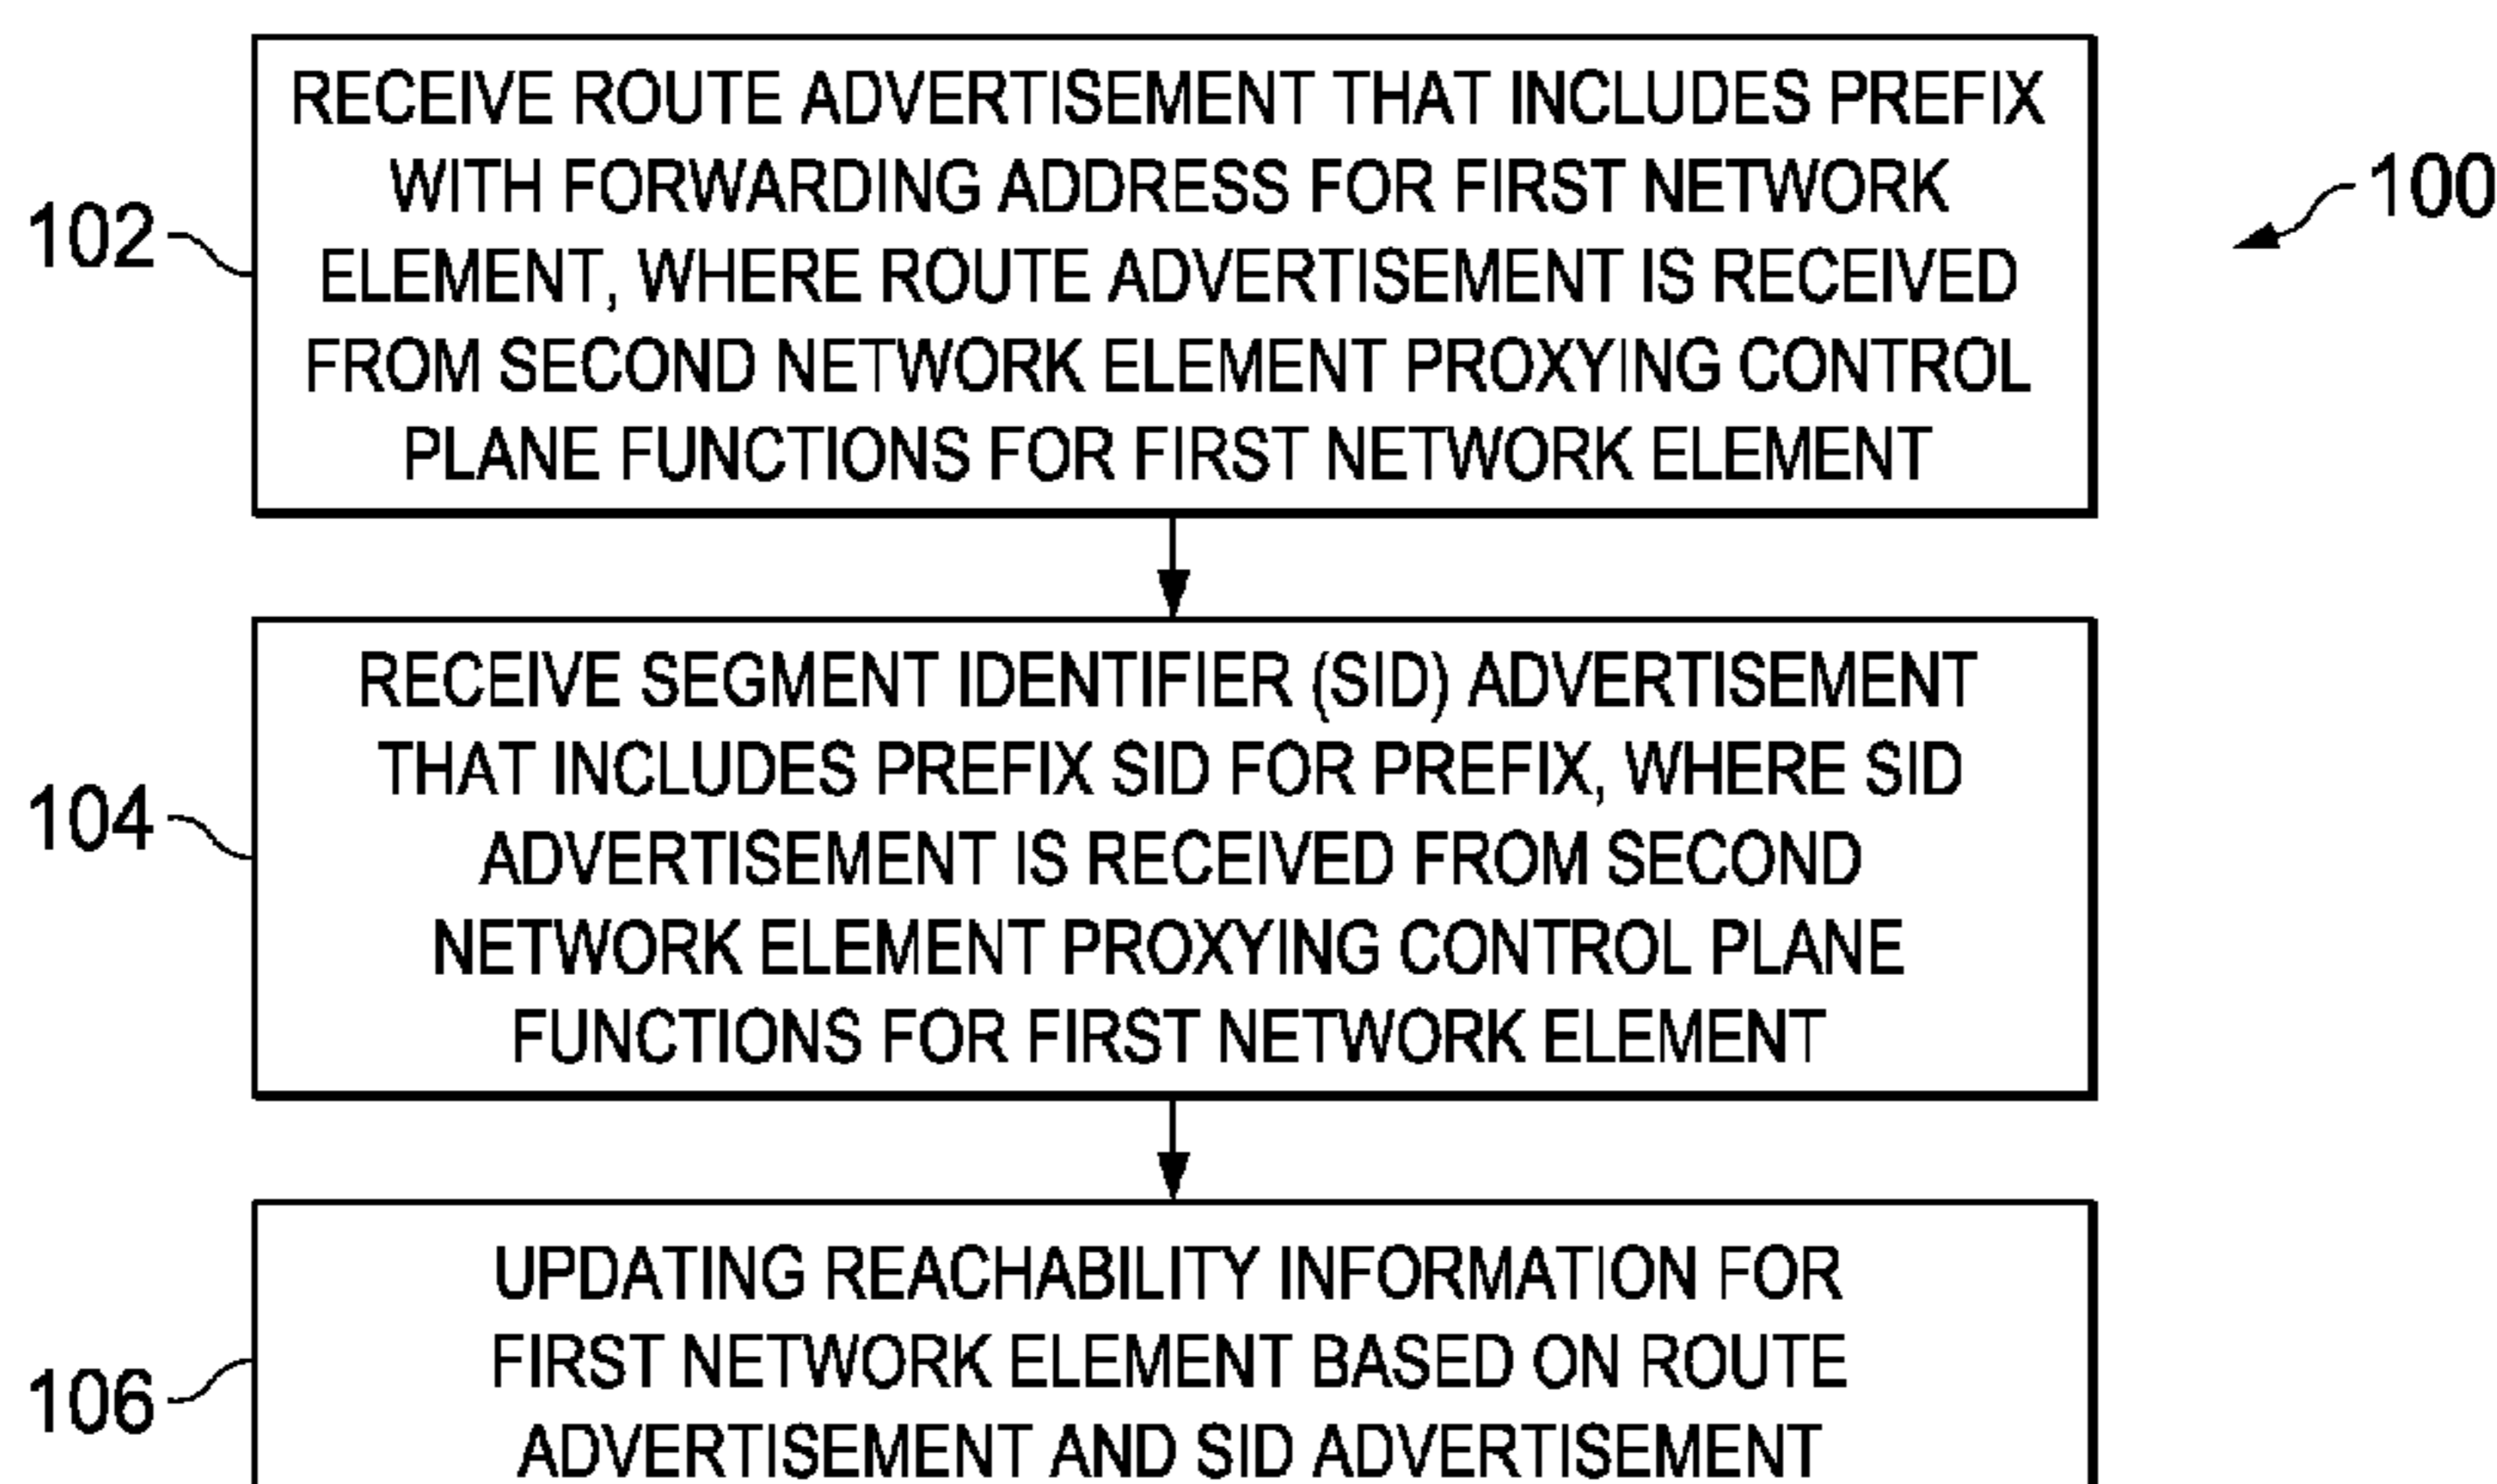 RECEIVE ROUTE ADVERTISEMENT THAT INCLUDES PREFIX
WITH FORWARDING ADDRESS FOR FIRST NETWORK
ELEMENT, WHERE ROUTE ADVERTISEMENT IS RECEIVED
FROM SECOND NETWORK ELEMENT PROXYING CONTROL
PLANE FUNCTIONS FOR FIRST NETWORK ELEMENT
102
100
RECEIVE SEGMENT IDENTIFIER (SID) ADVERTISEMENT
THAT INCLUDES PREFIX SID FOR PREFIX, WHERE SID
ADVERTISEMENT IS RECEIVED FROM SECOND
NETWORK ELEMENT PROXYING CONTROL PLANE
FUNCTIONS FOR FIRST NETWORK ELEMENT
104
UPDATING REACHABILITY INFORMATION FOR
FIRST NETWORK ELEMENT BASED ON ROUTE
ADVERTISEMENT AND SID ADVERTISEMENT
106